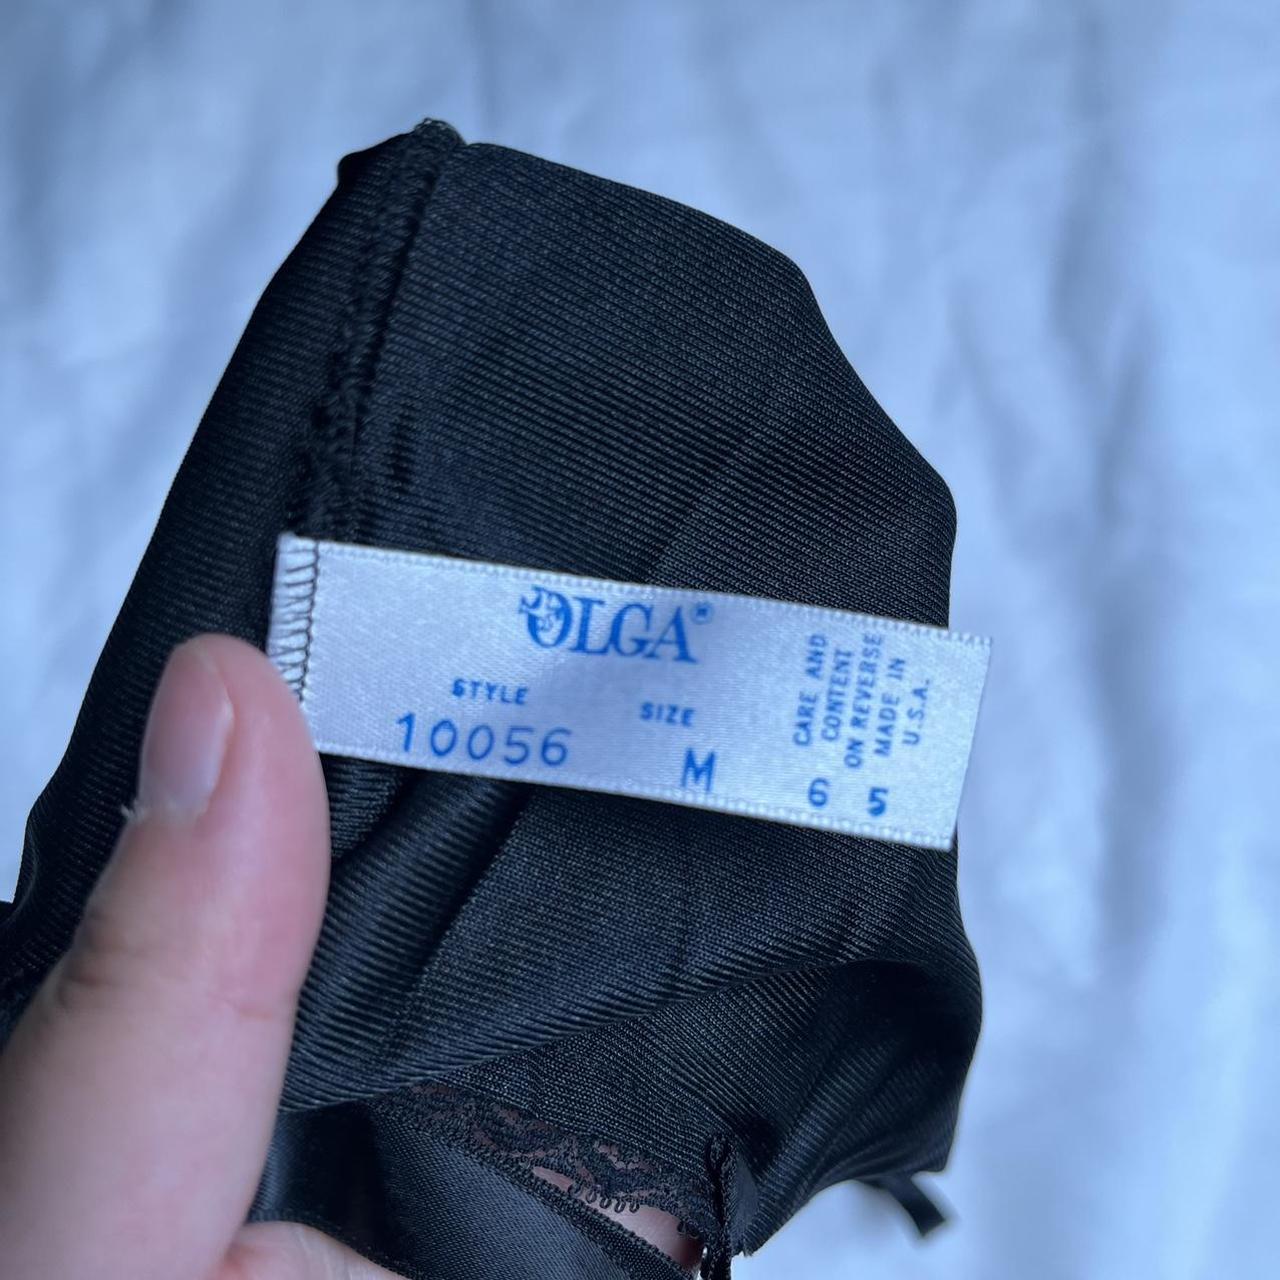 OLGA®
STYLE
10056
SIZE
M
CARE AND
CONTENT
ON REVERSE
MADE IN
U.S.A.
6 5